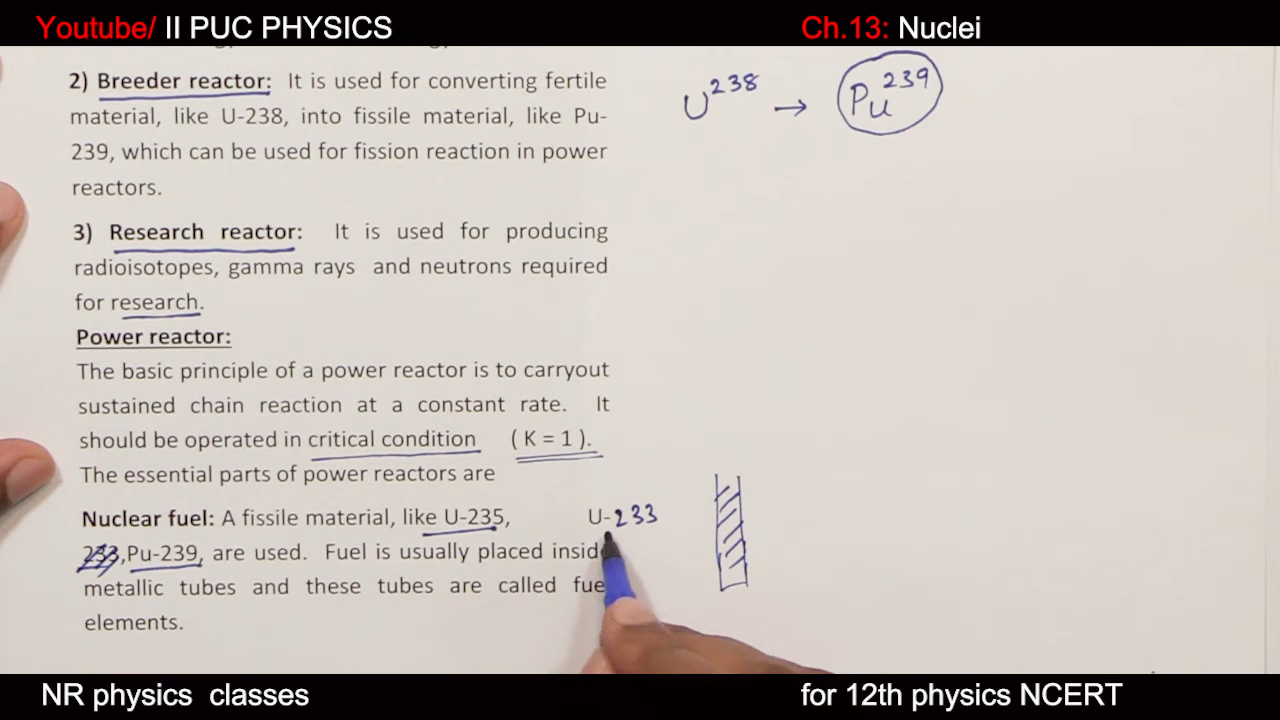 Youtube/ II PUC PHYSICS
Ch.13: Nuclei
2) Breeder reactor: It is used for converting fertile
material, like U-238, into fissile material, like Pu-
239, which can be used for fission reaction in power
reactors.
U²³⁸ → Pu²³⁹
3) Research reactor: It is used for producing
radioisotopes, gamma rays and neutrons required
for research.
Power reactor:
The basic principle of a power reactor is to carryout
sustained chain reaction at a constant rate. It
should be operated in critical condition ( K = 1 ).
The essential parts of power reactors are
Nuclear fuel: A fissile material, like U-235, U-233
233,Pu-239, are used. Fuel is usually placed inside
metallic tubes and these tubes are called fue
elements.
NR physics classes
for 12th physics NCERT